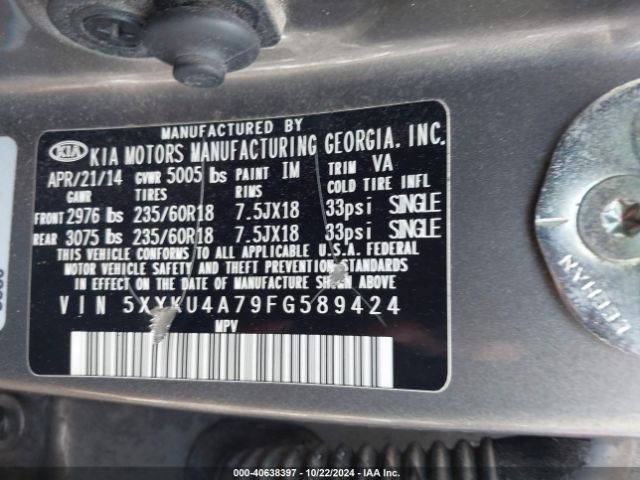 MANUFACTURED BY
KIA KIA MOTORS MANUFACTURING GEORGIA. INC.
APR/21/14 GVWR 5005 lbs PAINT IM TRIM VA
GAWR TIRES RIMS COLD TIRE INFL
FRONT 2976 lbs 235/60R18 7.5JX18 33psi SINGLE
REAR 3075 lbs 235/60R18 7.5JX18 33psi SINGLE
THIS VEHICLE CONFORMS TO ALL APPLICABLE U.S.A. FEDERAL
MOTOR VEHICLE SAFETY AND THEFT PREVENTION STANDARDS
IN EFFECT ON THE DATE OF MANUFACTURE SHOWN ABOVE
VIN 5XYKU4A79FG589424
MPV
LEEHAN
000-40638397 - 10/22/2024 - IAA Inc.